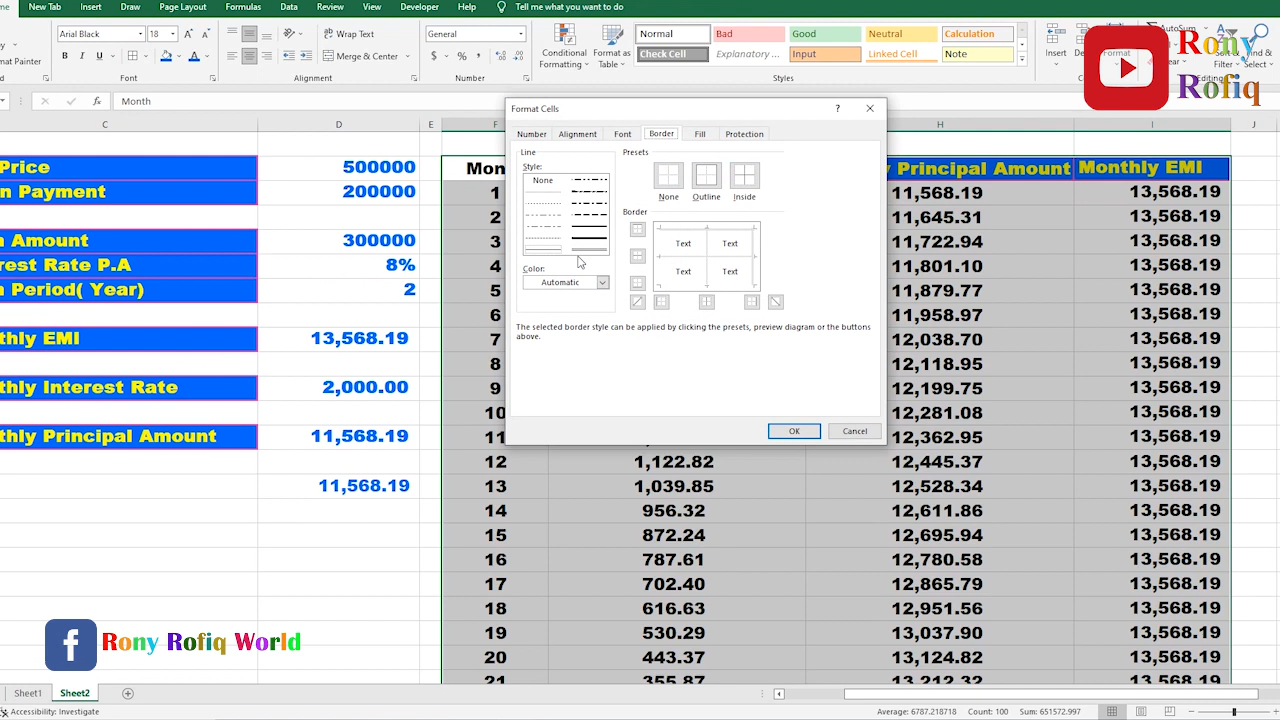 me
New Tab
Insert
Draw
Page Layout
Formulas
Data
Review
View
Developer
Help
Tell me what you want to do
Arial Black
18
Wrap Text
General
Normal
Bad
Good
Neutral
Calculation
AutoSum
B I U
Merge
Conditional Formatting
Format as Table
Check Cell
Explanatory ...
Input
Linked Cell
Note
Insert
Format
Filter
Select
Font
Alignment
Number
Styles
Rony
Rofiq
fx
Month
C
D
E
F
H
I
J
Price 500000
n Payment 200000
n Amount 300000
rest Rate P.A 8%
n Period( Year) 2
thly EMI 13,568.19
thly Interest Rate 2,000.00
thly Principal Amount 11,568.19
11,568.19
Format Cells
?
Number
Alignment
Font
Border
Fill
Protection
Line
Style:
None
Color:
Automatic
Presets
None
Outline
Inside
Border
Text Text
Text Text
The selected border style can be applied by clicking the presets, preview diagram or the buttons
above.
OK
Cancel
Mon Principal Amount Monthly EMI
1 11,568.19 13,568.19
2 11,645.31 13,568.19
3 11,722.94 13,568.19
4 11,801.10 13,568.19
5 11,879.77 13,568.19
6 11,958.97 13,568.19
7 12,038.70 13,568.19
8 12,118.95 13,568.19
9 12,199.75 13,568.19
10 12,281.08 13,568.19
11 12,362.95 13,568.19
12 1,122.82 12,445.37 13,568.19
13 1,039.85 12,528.34 13,568.19
14 956.32 12,611.86 13,568.19
15 872.24 12,695.94 13,568.19
16 787.61 12,780.58 13,568.19
17 702.40 12,865.79 13,568.19
18 616.63 12,951.56 13,568.19
19 530.29 13,037.90 13,568.19
20 443.37 13,124.82 13,568.19
21 355.87 13,212.32 13,568.19
f
Rony Rofiq World
Sheet1
Sheet2
Accessibility: Investigate
Average: 6787.218718
Count: 100
Sum: 651572.997